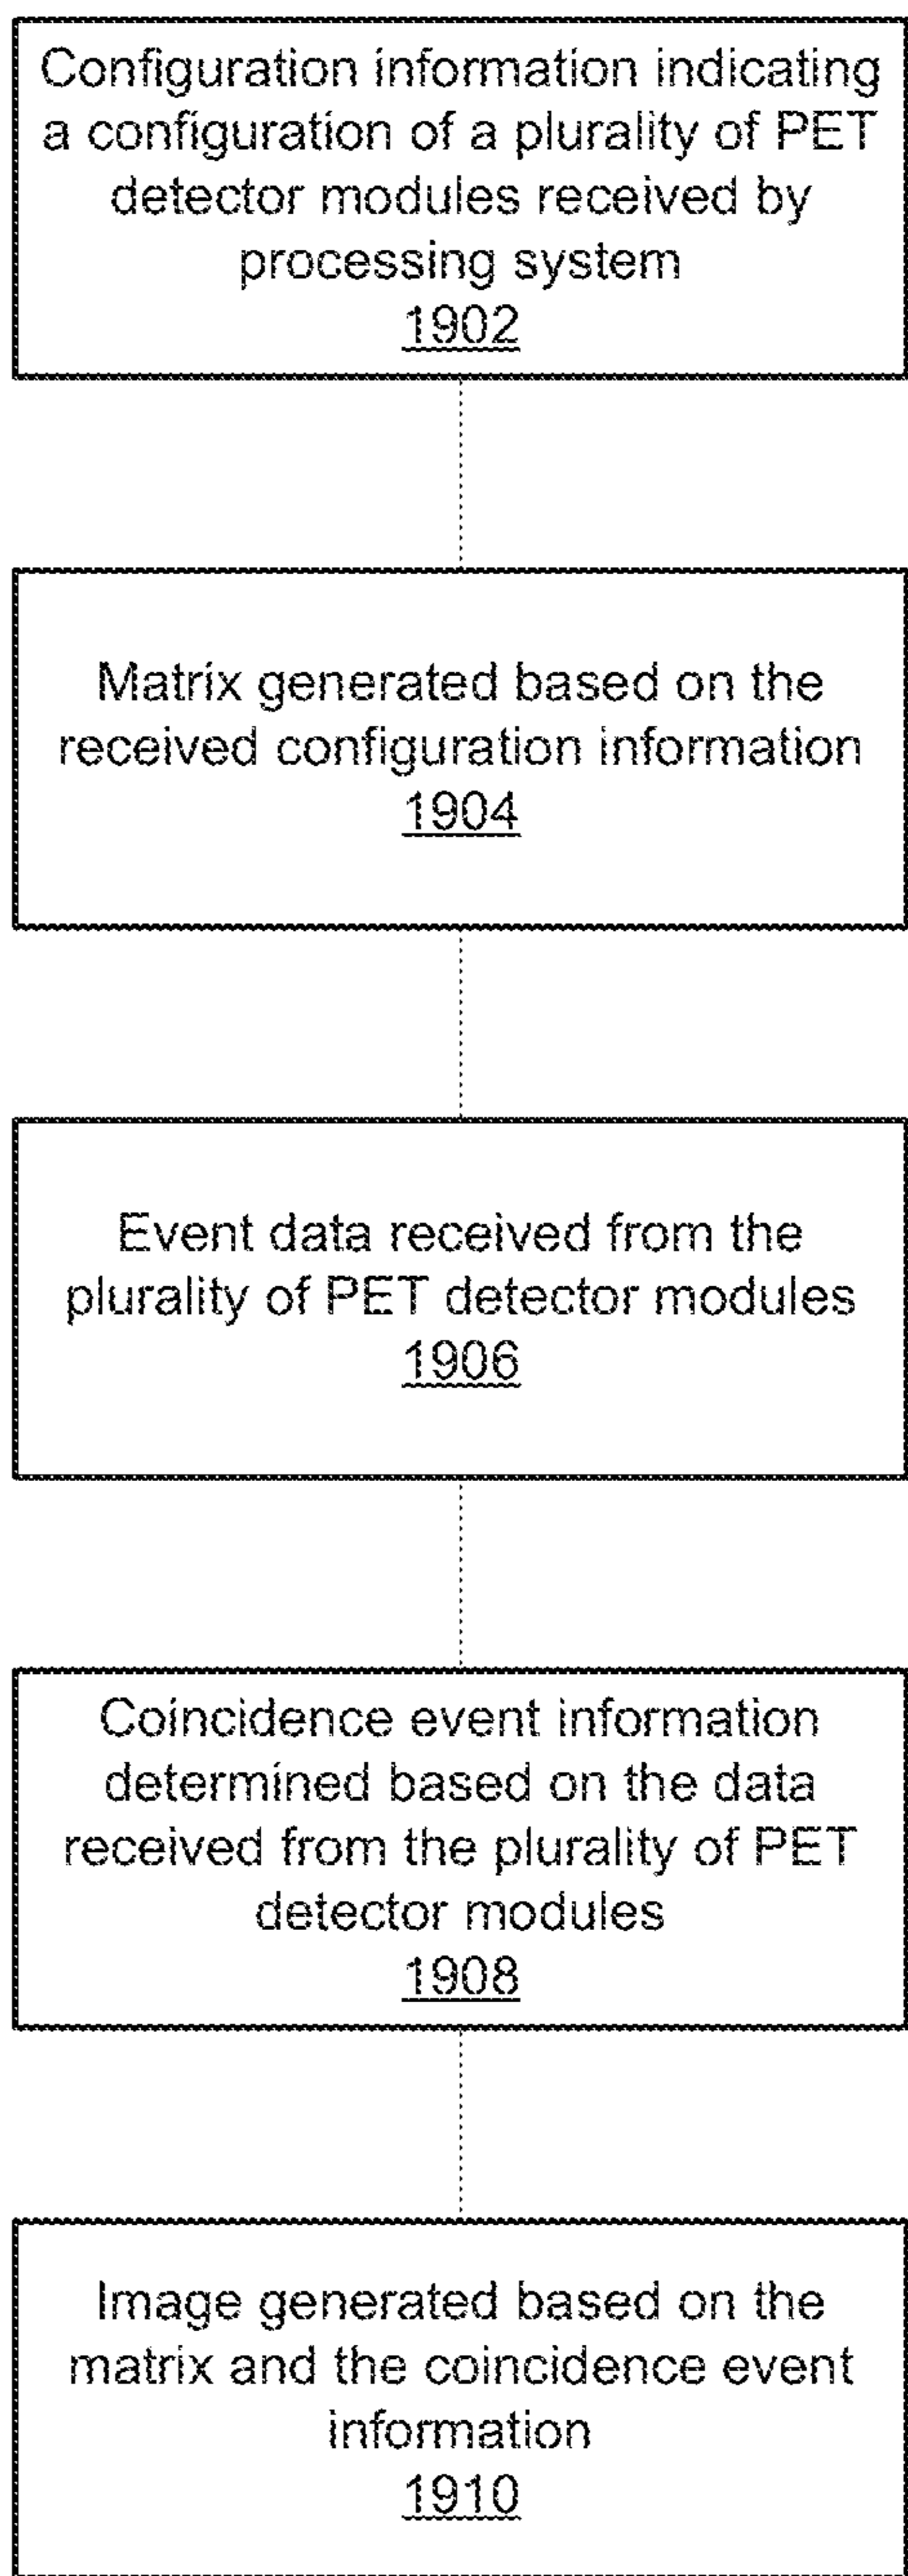 Configuration information indicating
a configuration of a plurality of PET
detector modules received by
processing system
1902
Matrix generated based on the
received configuration information
1904
Event data received from the
plurality of PET detector modules
1906
Coincidence event information
determined based on the data
received from the plurality of PET
detector modules
1908
Image generated based on the
matrix and the coincidence event
information
1910